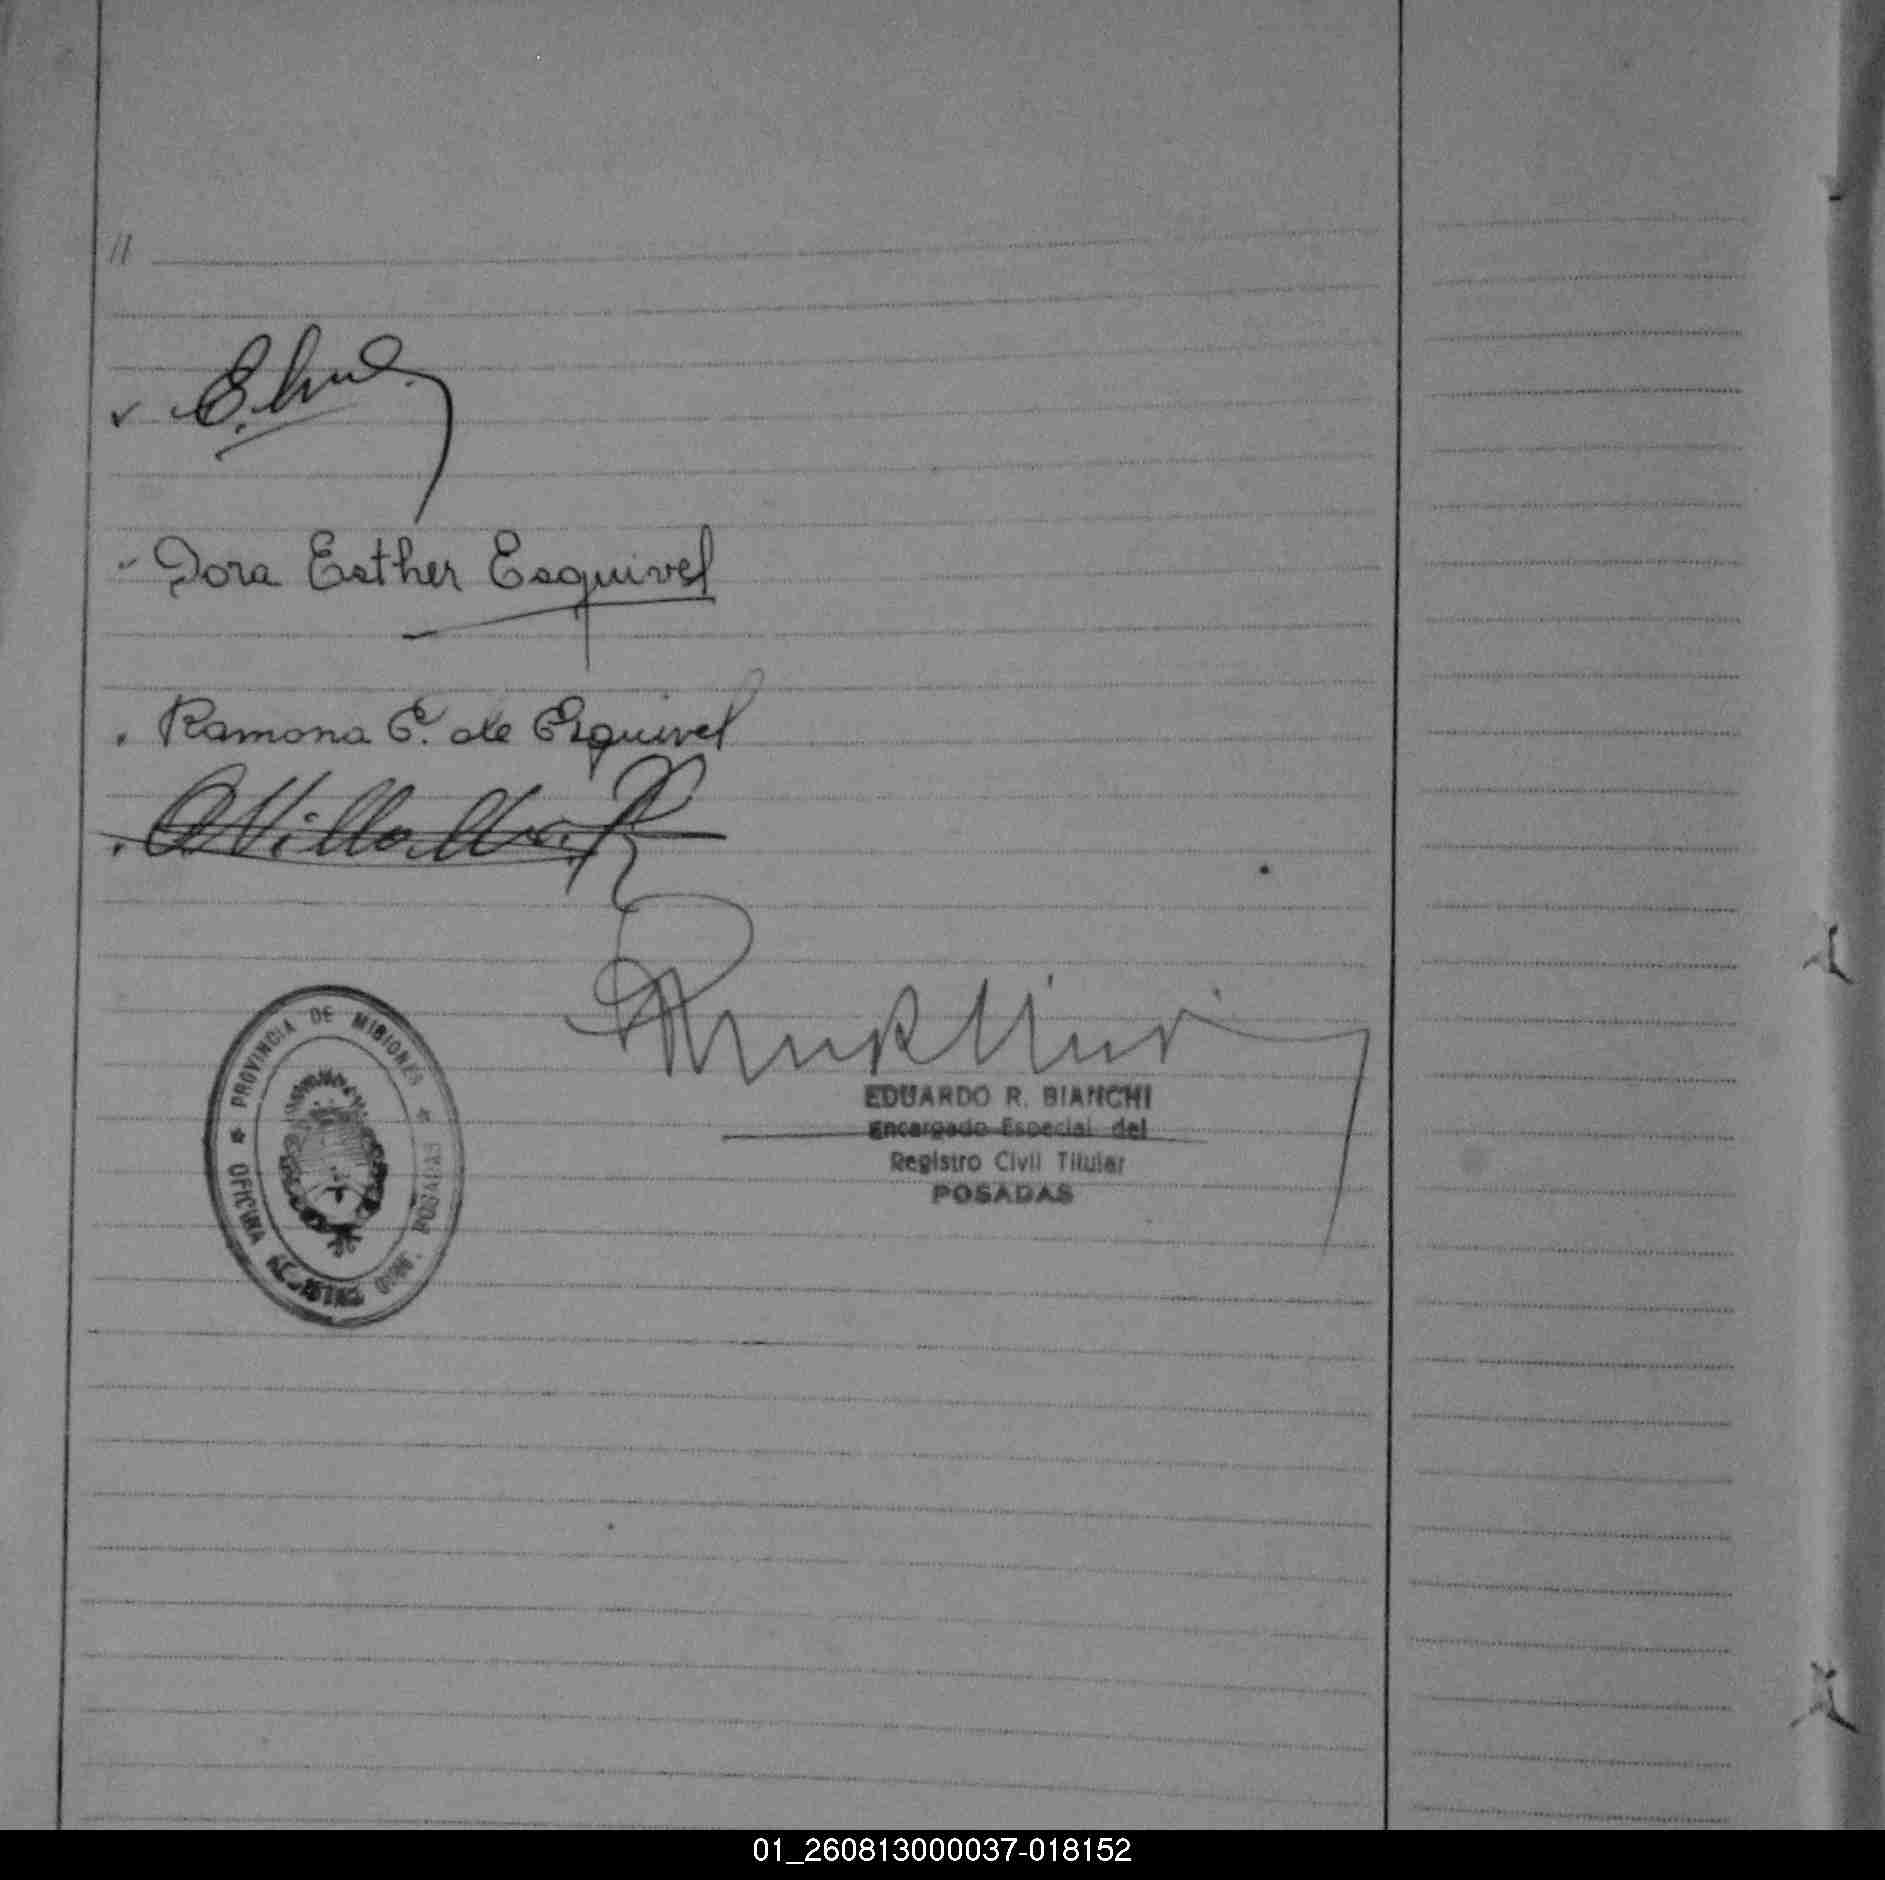 //
Dora Esther Esquivel
Ramona E. de Esquivel
PROVINCIA DE MISIONES
OFICINA
POSADAS
EDUARDO R. BIANCHI
Encargado Especial del
Registro Civil Titular
POSADAS
01_260813000037-018152